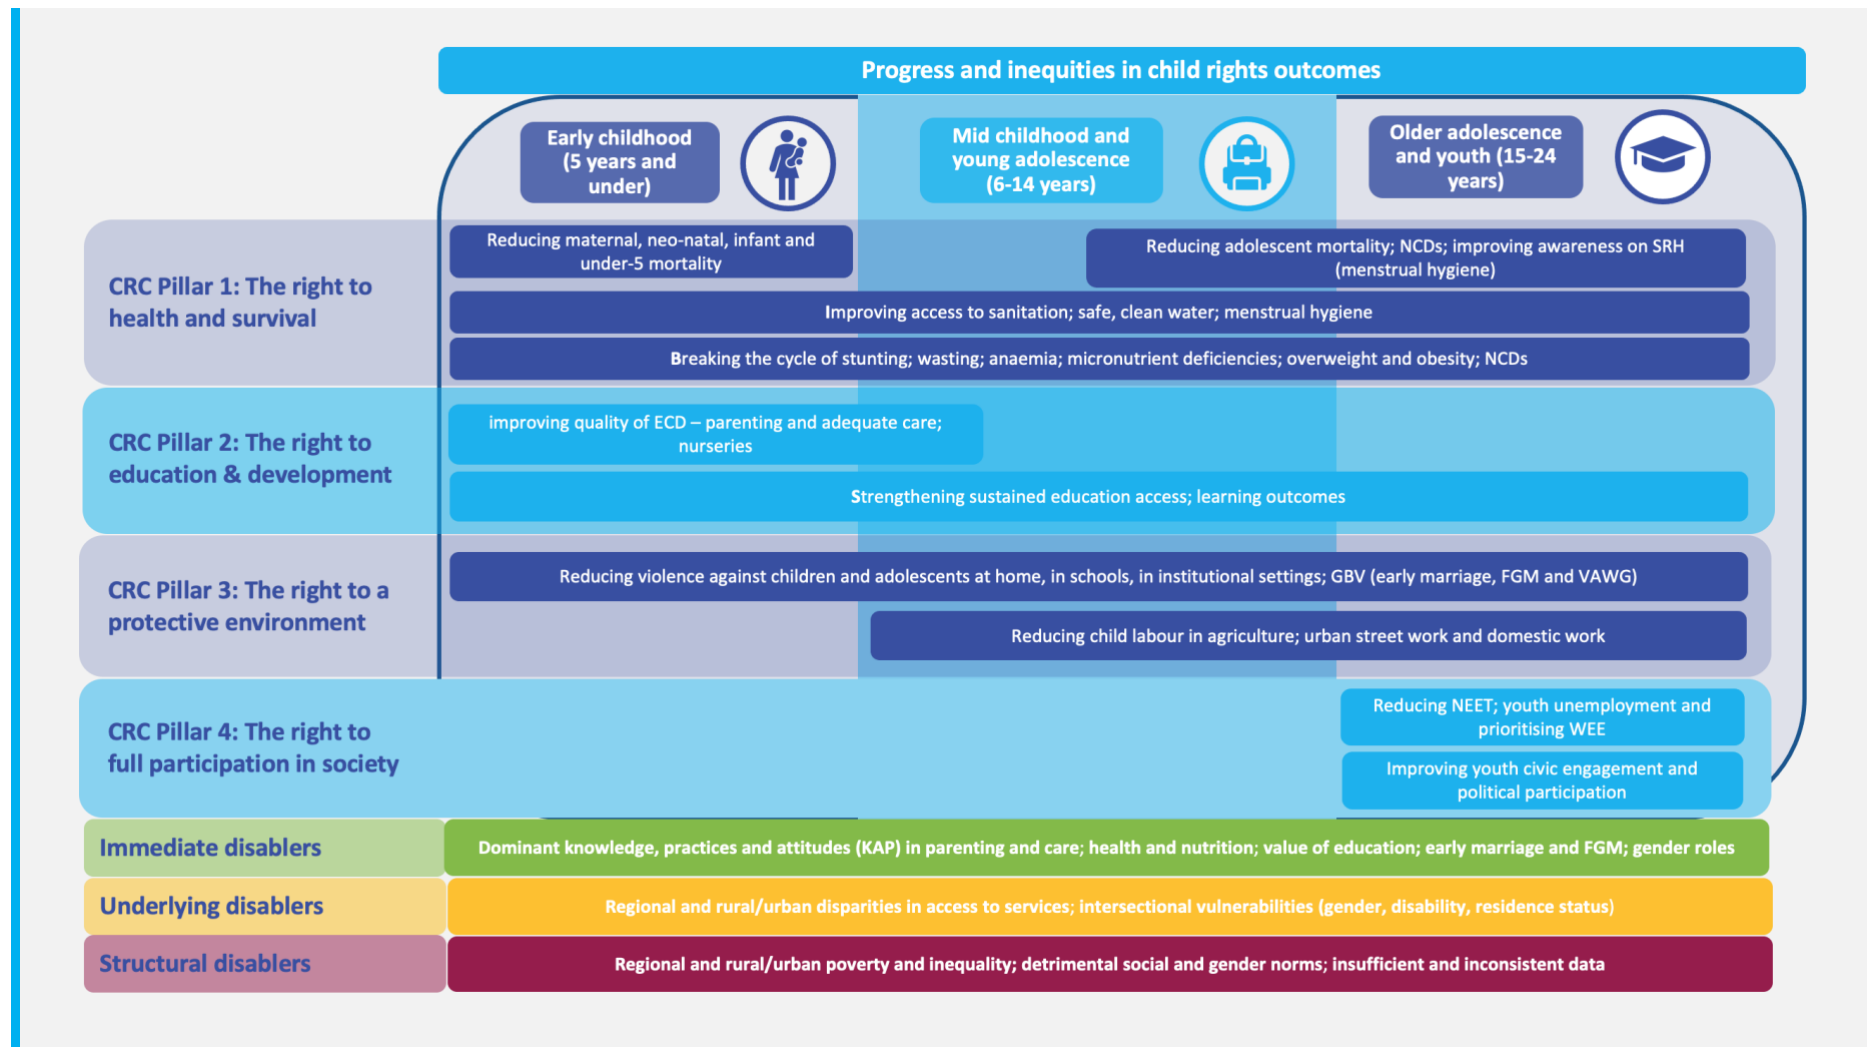 Progress and inequities in child rights outcomes
Early childhood
(5 years and
under)
Mid childhood and
young adolescence
(6-14 years)
Older adolescence
and youth (15-24
years)
CRC Pillar 1: The right to
health and survival
Reducing maternal, neo-natal, infant and
under-5 mortality
Reducing adolescent mortality; NCDs; improving awareness on SRH
(menstrual hygiene)
Improving access to sanitation; safe, clean water; menstrual hygiene
Breaking the cycle of stunting; wasting; anaemia; micronutrient deficiencies; overweight and obesity; NCDs
CRC Pillar 2: The right to
education & development
improving quality of ECD – parenting and adequate care;
nurseries
Strengthening sustained education access; learning outcomes
CRC Pillar 3: The right to a
protective environment
Reducing violence against children and adolescents at home, in schools, in institutional settings; GBV (early marriage, FGM and VAWG)
Reducing child labour in agriculture; urban street work and domestic work
CRC Pillar 4: The right to
full participation in society
Reducing NEET; youth unemployment and
prioritising WEE
Improving youth civic engagement and
political participation
Immediate disablers
Dominant knowledge, practices and attitudes (KAP) in parenting and care; health and nutrition; value of education; early marriage and FGM; gender roles
Underlying disablers
Regional and rural/urban disparities in access to services; intersectional vulnerabilities (gender, disability, residence status)
Structural disablers
Regional and rural/urban poverty and inequality; detrimental social and gender norms; insufficient and inconsistent data